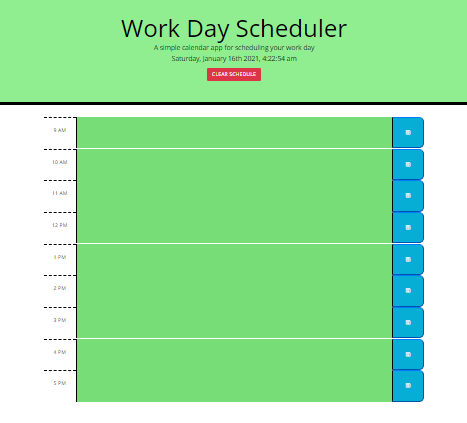 Work Day Scheduler
A simple calendar app for scheduling your work day
Saturday, January 16th 2021, 4:22:54 am
CLEAR SCHEDULE
9 AM
10 AM
11 AM
12 PM
1 PM
2 PM
3 PM
4 PM
5 PM